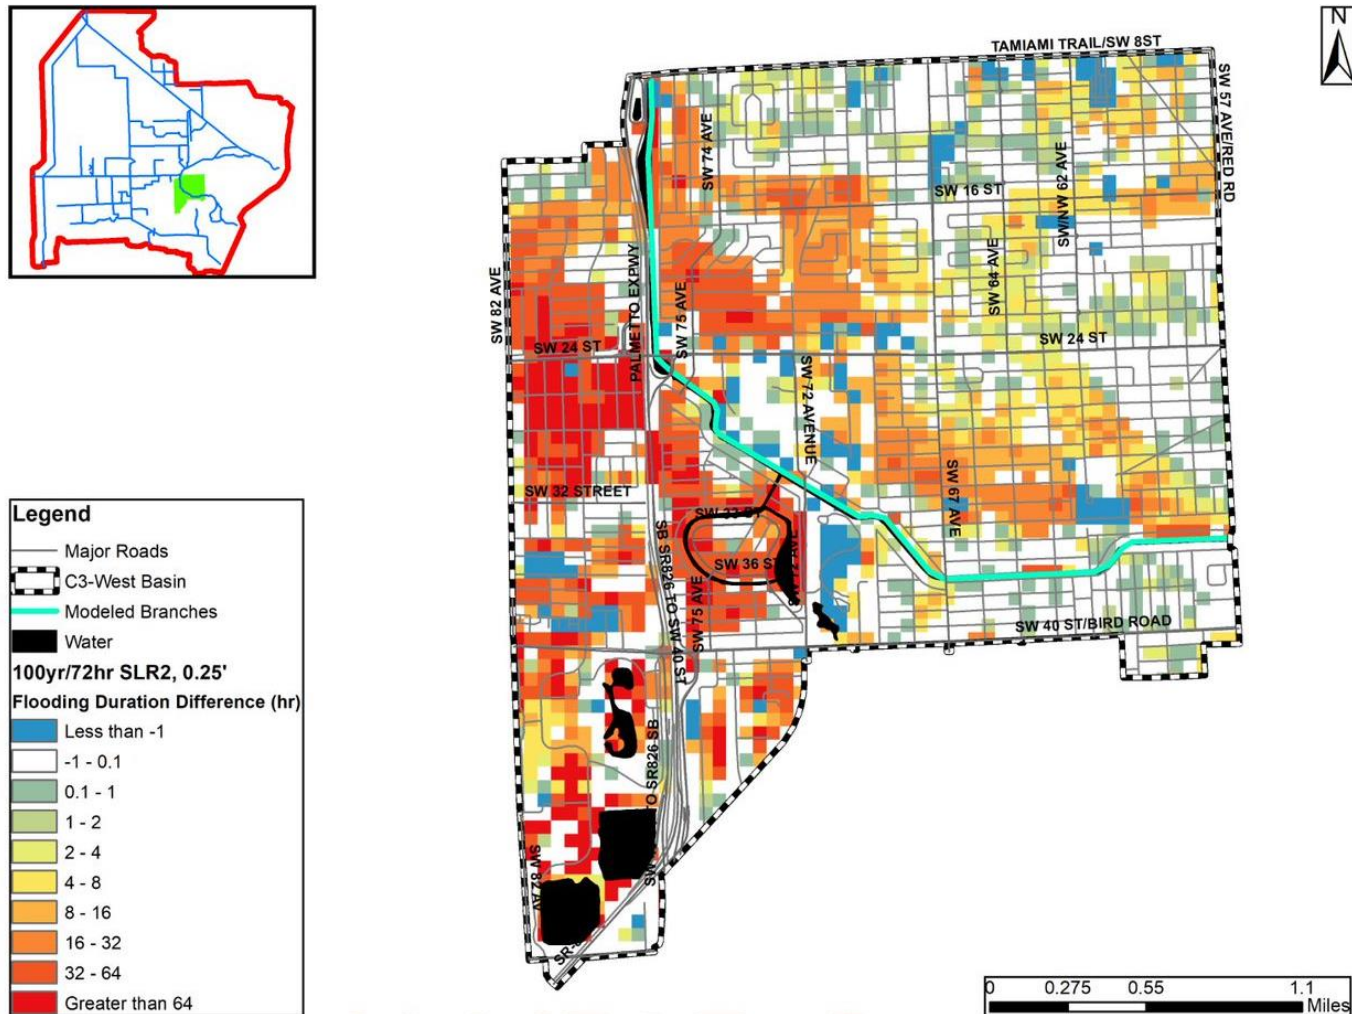 N
TAMIAMI TRAIL/SW 8ST
SW 57 AVE/RED RD
SW 74 AVE
SW/NW 62 AVE
SW 16 ST
SW 64 AVE
PALMETTO EXPWY
SW 82 AVE
SW 75 AVE
SW 24 ST
SW 24 ST
SW 72 AVENUE
SW 67 AVE
SW 32 STREET
SW 36 ST
SB SR826 TO SW 40 ST
SW 75 AVE
SW 40 ST/BIRD ROAD
TO SR826 SB
SW 82 AV
Legend
Major Roads
C3-West Basin
Modeled Branches
Water
100yr/72hr SLR2, 0.25'
Flooding Duration Difference (hr)
Less than -1
-1 - 0.1
0.1 - 1
1 - 2
2 - 4
4 - 8
8 - 16
16 - 32
32 - 64
Greater than 64
0 0.275 0.55 1.1
Miles